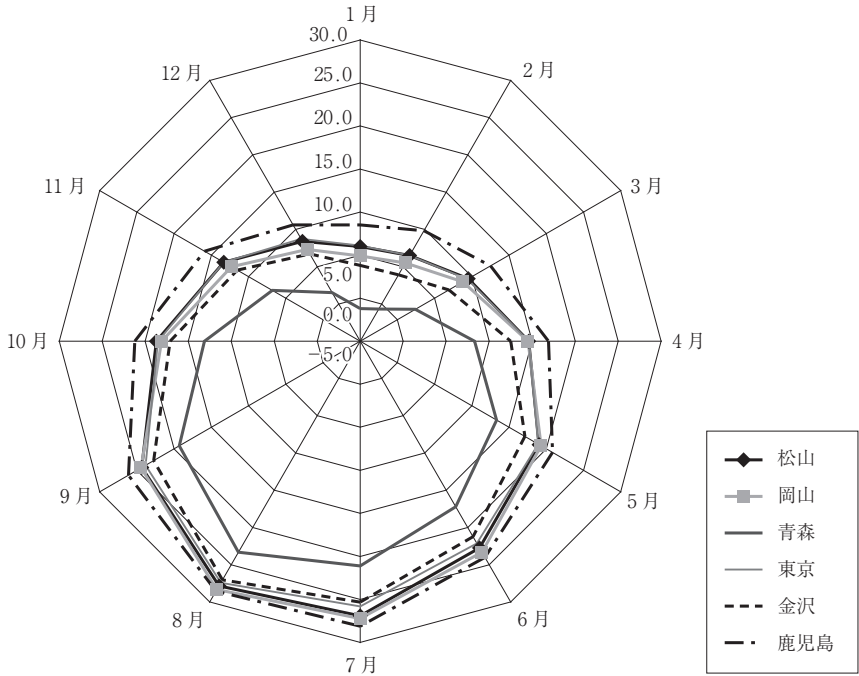 1月
30.0
12月
2月
25.0
20.0
15.0
11月
3月
10.0
5.0
0.0
10月
-5.0
4月
9月
5月
8月
6月
7月
松山
岡山
青森
東京
金沢
鹿児島